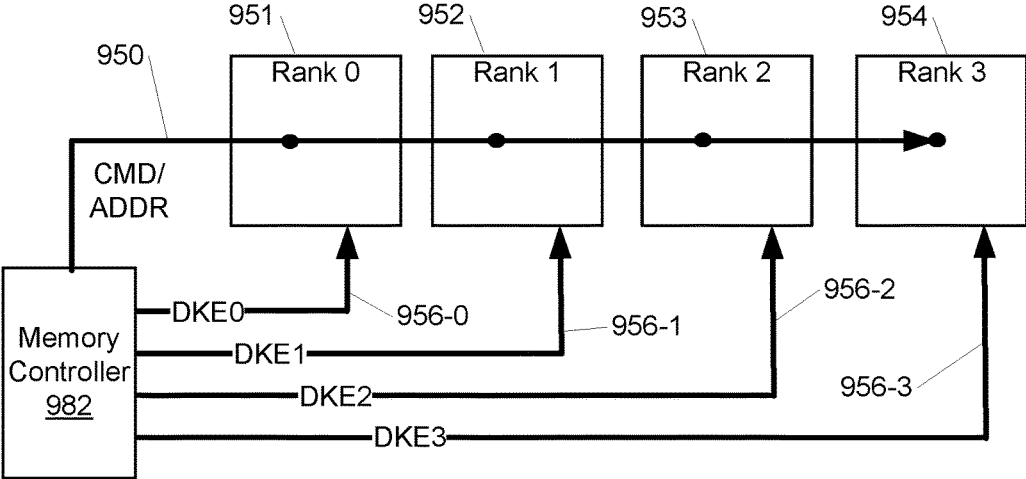 951
952
953
954
950
Rank 0
Rank 1
Rank 2
Rank 3
CMD/
ADDR
DKE0
956-0
956-1
956-2
956-3
DKE1
DKE2
DKE3
Memory
Controller
982